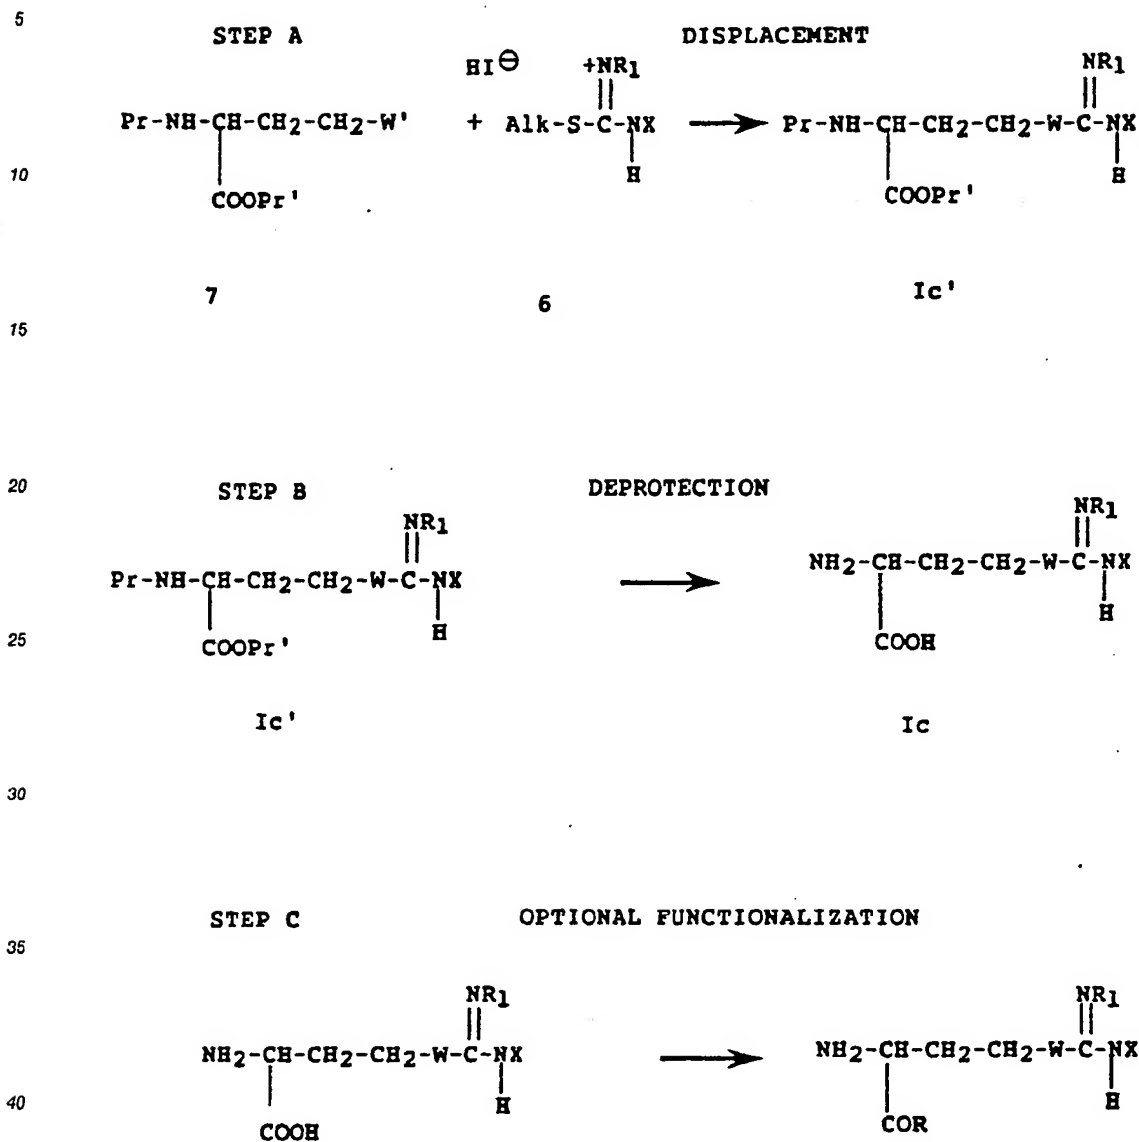 5
STEP A DISPLACEMENT
HI⊖ +NR1 NR1
|| ||
Pr-NH-CH-CH2-CH2-W' + Alk-S-C-NX → Pr-NH-CH-CH2-CH2-W-C-NX
| | | |
H H
10
COOPr' COOPr'
7 6 Ic'
15
20
STEP B DEPROTECTION
NR1 NR1
|| ||
Pr-NH-CH-CH2-CH2-W-C-NX → NH2-CH-CH2-CH2-W-C-NX
| | | |
H H
25
COOPr' COOH
Ic' Ic
30
STEP C OPTIONAL FUNCTIONALIZATION
35
NR1 NR1
|| ||
NH2-CH-CH2-CH2-W-C-NX → NH2-CH-CH2-CH2-W-C-NX
| | | |
40 H H
COOH COR